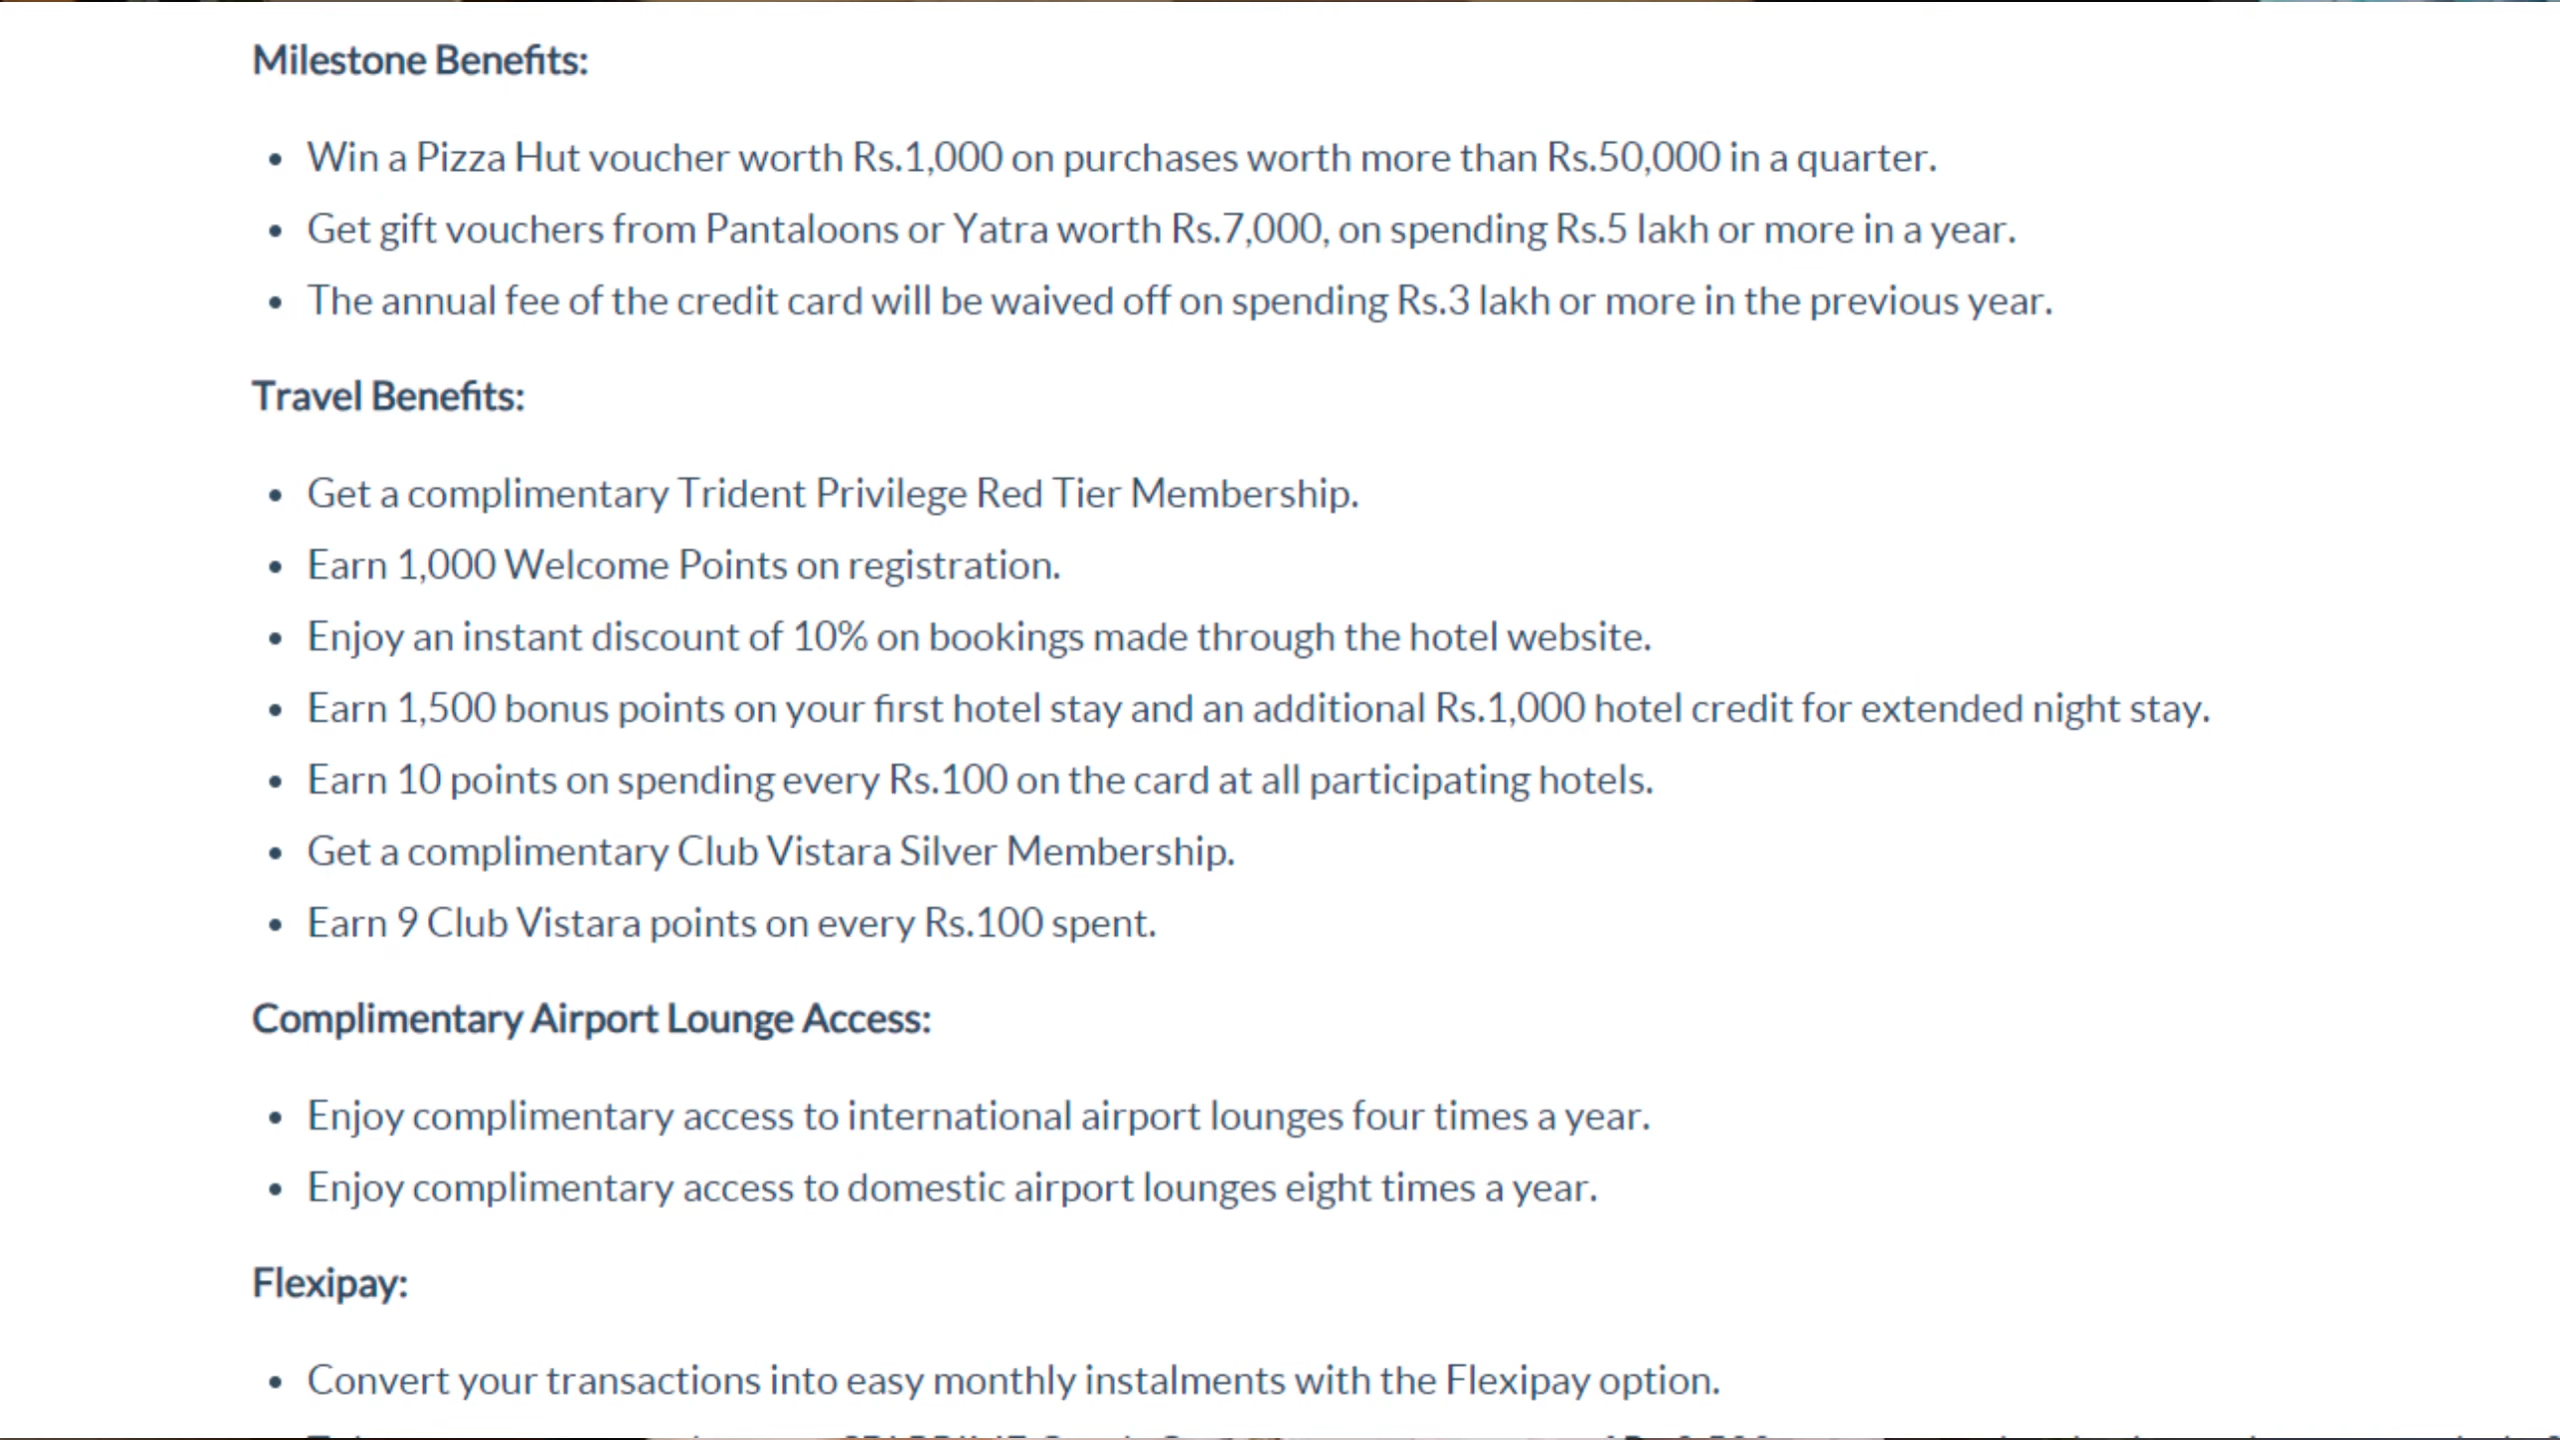 Milestone Benefits:
• Win a Pizza Hut voucher worth Rs.1,000 on purchases worth more than Rs.50,000 in a quarter.
• Get gift vouchers from Pantaloons or Yatra worth Rs.7,000, on spending Rs.5 lakh or more in a year.
• The annual fee of the credit card will be waived off on spending Rs.3 lakh or more in the previous year.
Travel Benefits:
• Get a complimentary Trident Privilege Red Tier Membership.
• Earn 1,000 Welcome Points on registration.
• Enjoy an instant discount of 10% on bookings made through the hotel website.
• Earn 1,500 bonus points on your first hotel stay and an additional Rs.1,000 hotel credit for extended night stay.
• Earn 10 points on spending every Rs.100 on the card at all participating hotels.
• Get a complimentary Club Vistara Silver Membership.
• Earn 9 Club Vistara points on every Rs.100 spent.
Complimentary Airport Lounge Access:
• Enjoy complimentary access to international airport lounges four times a year.
• Enjoy complimentary access to domestic airport lounges eight times a year.
Flexipay:
• Convert your transactions into easy monthly instalments with the Flexipay option.